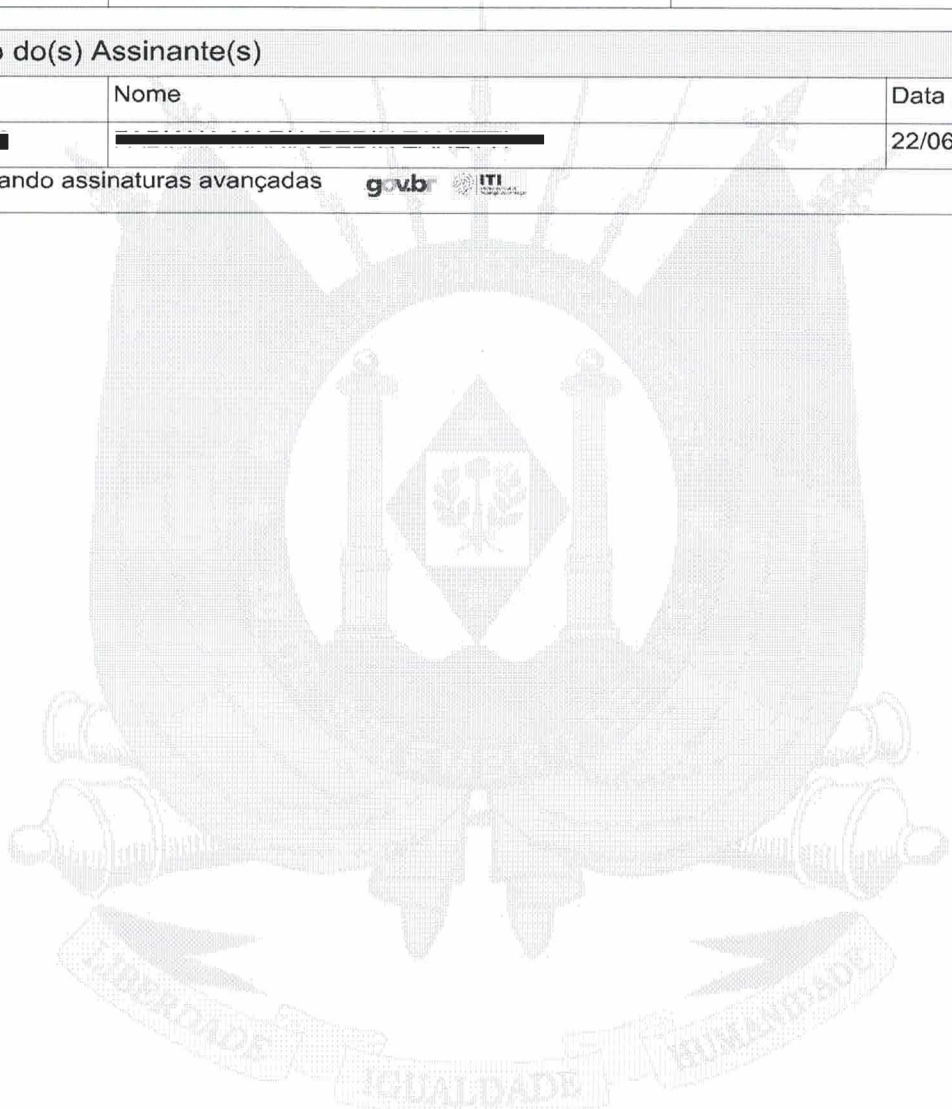 o do(s) Assinante(s)
Nome Data
22/06
ando assinaturas avançadas gov.br ITI
LIBERDADE
IGUALDADE
HUMANIDADE